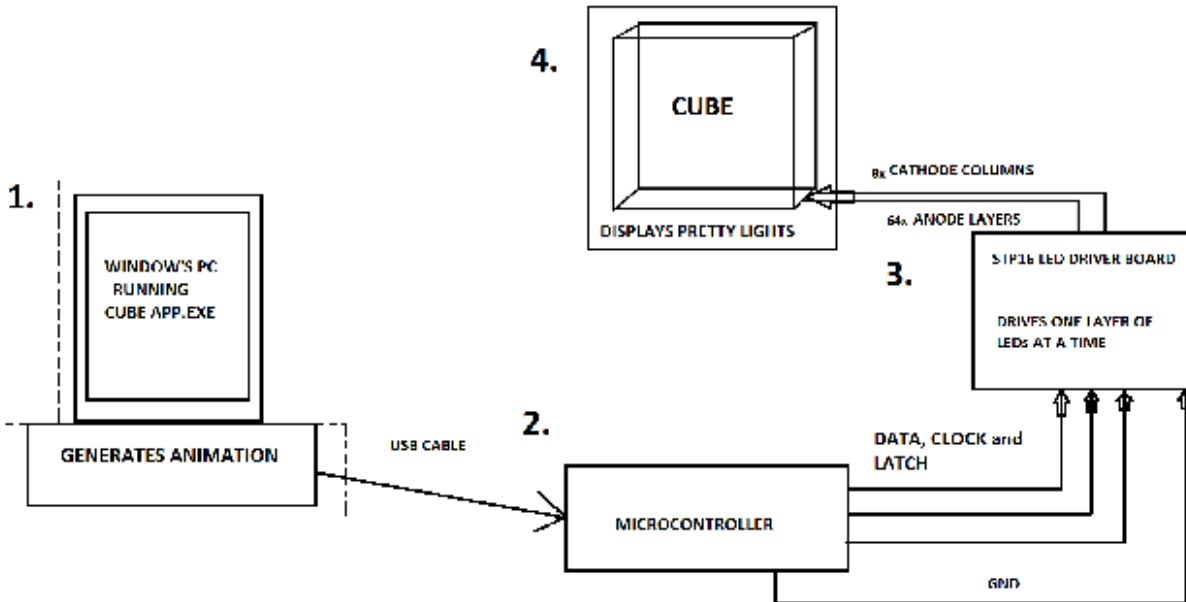 1.
WINDOW'S PC
RUNNING
CUBE APP.EXE
GENERATES ANIMATION
USB CABLE
2.
MICROCONTROLLER
DATA, CLOCK and
LATCH
GND
3.
STP16 LED DRIVER BOARD
DRIVES ONE LAYER OF
LEDs AT A TIME
8x CATHODE COLUMNS
64x ANODE LAYERS
4.
CUBE
DISPLAYS PRETTY LIGHTS